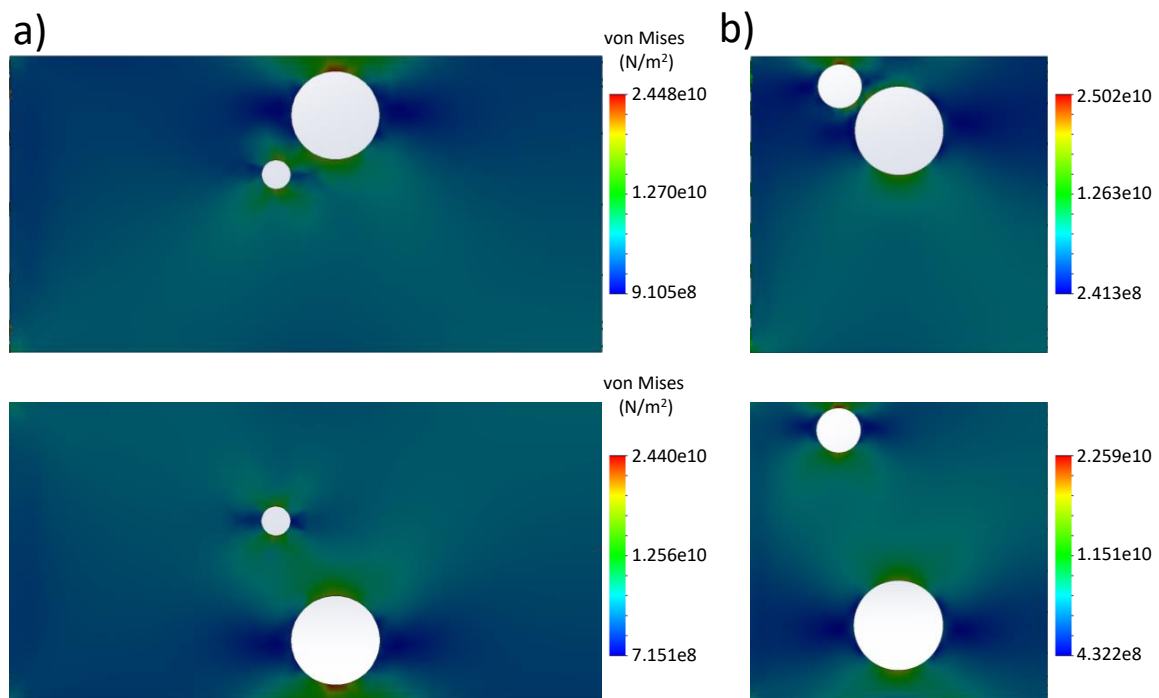 a)
b)
von Mises
(N/m²)
2.448e10
1.270e10
9.105e8
2.502e10
1.263e10
2.413e8
von Mises
(N/m²)
2.440e10
1.256e10
7.151e8
2.259e10
1.151e10
4.322e8